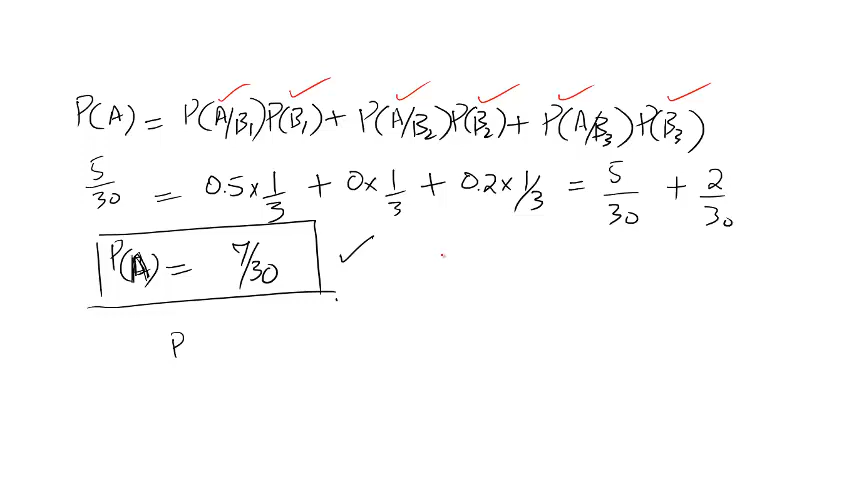 P(A) = P(A/B₁)P(B₁) + P(A/B₂)P(B₂) + P(A/B₃)P(B₃)
5/30 = 0.5 × 1/3 + 0 × 1/3 + 0.2 × 1/3 = 5/30 + 2/30
P(A) = 7/30
P